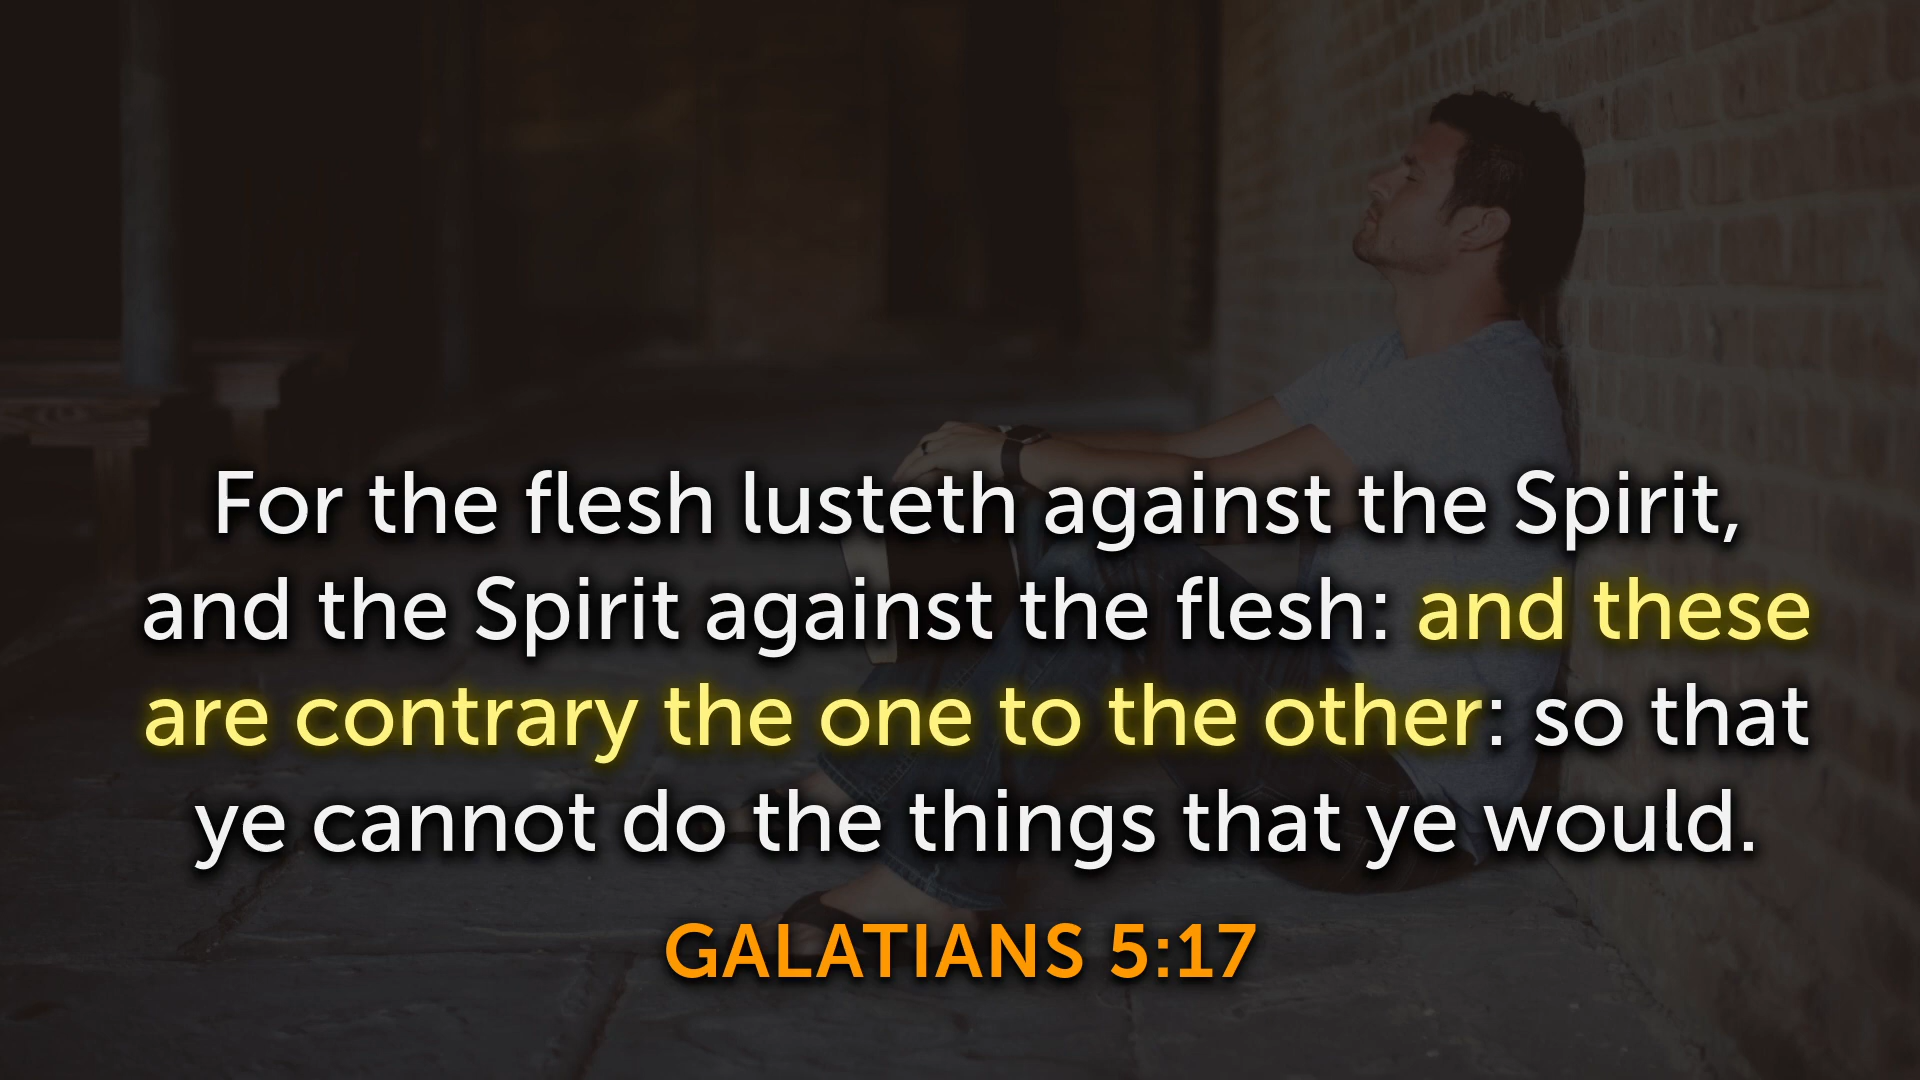 For the flesh lusteth against the Spirit,
and the Spirit against the flesh: and these
are contrary the one to the other: so that
ye cannot do the things that ye would.
GALATIANS 5:17